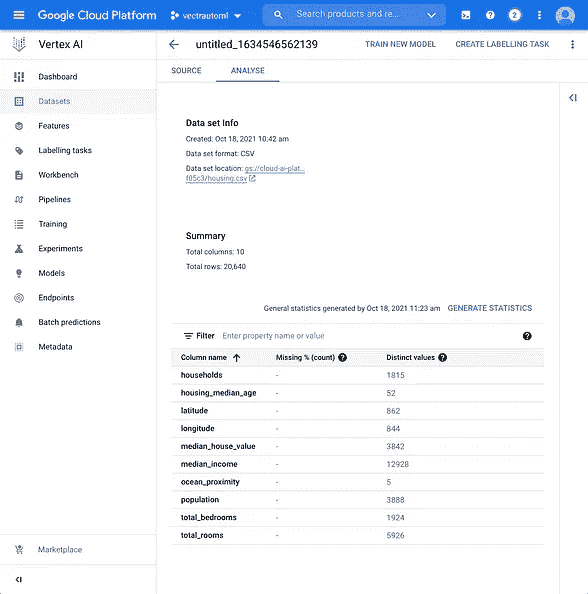 Google Cloud Platform
vectrautoml
Search products and re...
2
Vertex AI
untitled_1634546562139
TRAIN NEW MODEL
CREATE LABELLING TASK
SOURCE
ANALYSE
Dashboard
Datasets
Features
Labelling tasks
Workbench
Pipelines
Training
Experiments
Models
Endpoints
Batch predictions
Metadata
Marketplace
Data set Info
Created: Oct 18, 2021 10:42 am
Data set format: CSV
Data set location: gs://cloud-ai-plat...
f05c3/housing.csv
Summary
Total columns: 10
Total rows: 20,640
General statistics generated by Oct 18, 2021 11:23 am GENERATE STATISTICS
Filter Enter property name or value
Column name Missing % (count) Distinct values
households - 1815
housing_median_age - 52
latitude - 862
longitude - 844
median_house_value - 3842
median_income - 12928
ocean_proximity - 5
population - 3888
total_bedrooms - 1924
total_rooms - 5926